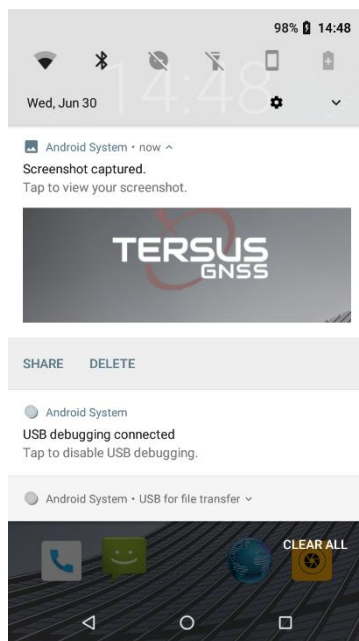 98% 14:48
14:48
Wed, Jun 30
Android System • now
Screenshot captured.
Tap to view your screenshot.
TERSUS
GNSS
SHARE DELETE
Android System
USB debugging connected
Tap to disable USB debugging.
Android System • USB for file transfer
CLEAR ALL